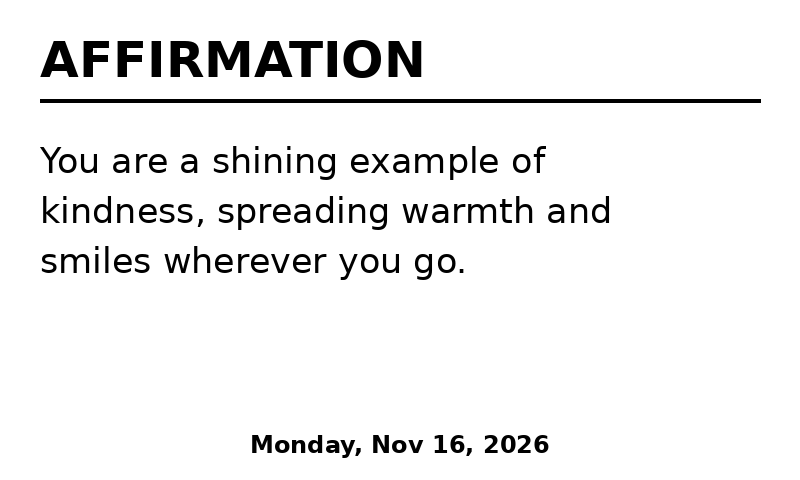 AFFIRMATION
You are a shining example of
kindness, spreading warmth and
smiles wherever you go.
Monday, Nov 16, 2026